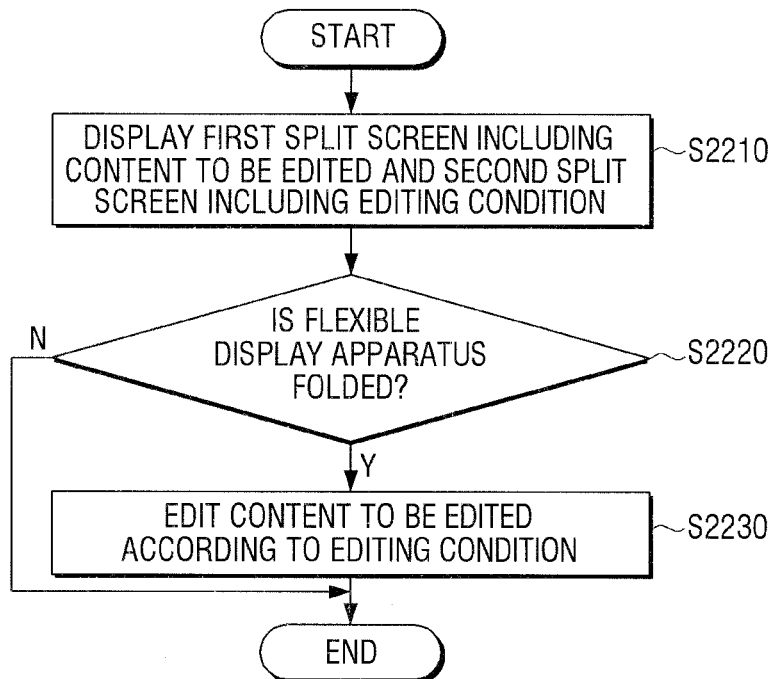 START
DISPLAY FIRST SPLIT SCREEN INCLUDING
CONTENT TO BE EDITED AND SECOND SPLIT
SCREEN INCLUDING EDITING CONDITION
S2210
IS FLEXIBLE
DISPLAY APPARATUS
FOLDED?
N
S2220
Y
EDIT CONTENT TO BE EDITED
ACCORDING TO EDITING CONDITION
S2230
END